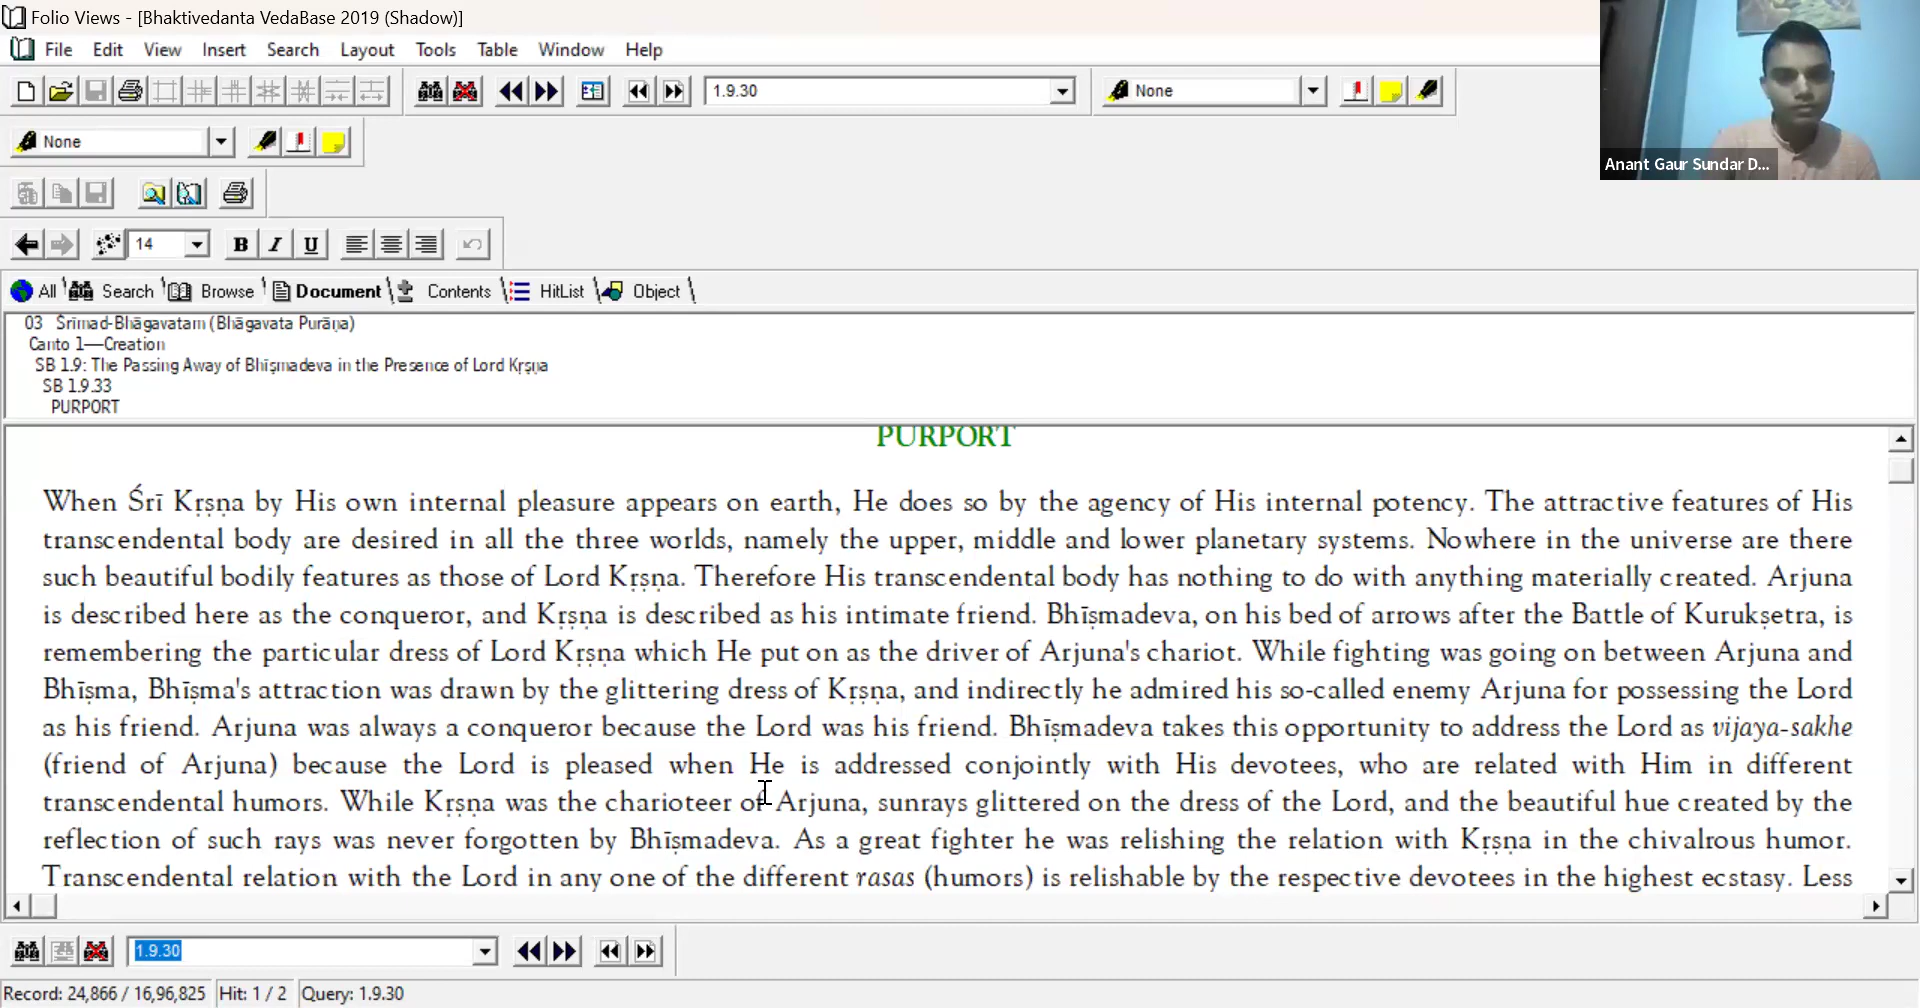 Folio Views - [Bhaktivedanta VedaBase 2019 (Shadow)]
File Edit View Insert Search Layout Tools Table Window Help
1.9.30 None
None
Anant Gaur Sundar D...
14 B I U
All Search Browse Document Contents HitList Object
03 Śrīmad-Bhāgavatam (Bhāgavata Purāṇa)
Canto 1—Creation
SB 1.9: The Passing Away of Bhīṣmadeva in the Presence of Lord Kṛṣṇa
SB 1.9.33
PURPORT
PURPORT
When Śrī Kṛṣṇa by His own internal pleasure appears on earth, He does so by the agency of His internal potency. The attractive features of His
transcendental body are desired in all the three worlds, namely the upper, middle and lower planetary systems. Nowhere in the universe are there
such beautiful bodily features as those of Lord Kṛṣṇa. Therefore His transcendental body has nothing to do with anything materially created. Arjuna
is described here as the conqueror, and Kṛṣṇa is described as his intimate friend. Bhīṣmadeva, on his bed of arrows after the Battle of Kurukṣetra, is
remembering the particular dress of Lord Kṛṣṇa which He put on as the driver of Arjuna's chariot. While fighting was going on between Arjuna and
Bhīṣma, Bhīṣma's attraction was drawn by the glittering dress of Kṛṣṇa, and indirectly he admired his so-called enemy Arjuna for possessing the Lord
as his friend. Arjuna was always a conqueror because the Lord was his friend. Bhīṣmadeva takes this opportunity to address the Lord as vijaya-sakhe
(friend of Arjuna) because the Lord is pleased when He is addressed conjointly with His devotees, who are related with Him in different
transcendental humors. While Kṛṣṇa was the charioteer of Arjuna, sunrays glittered on the dress of the Lord, and the beautiful hue created by the
reflection of such rays was never forgotten by Bhīṣmadeva. As a great fighter he was relishing the relation with Kṛṣṇa in the chivalrous humor.
Transcendental relation with the Lord in any one of the different rasas (humors) is relishable by the respective devotees in the highest ecstasy. Less
1.9.30
Record: 24,866 / 16,96,825 Hit: 1 / 2 Query: 1.9.30